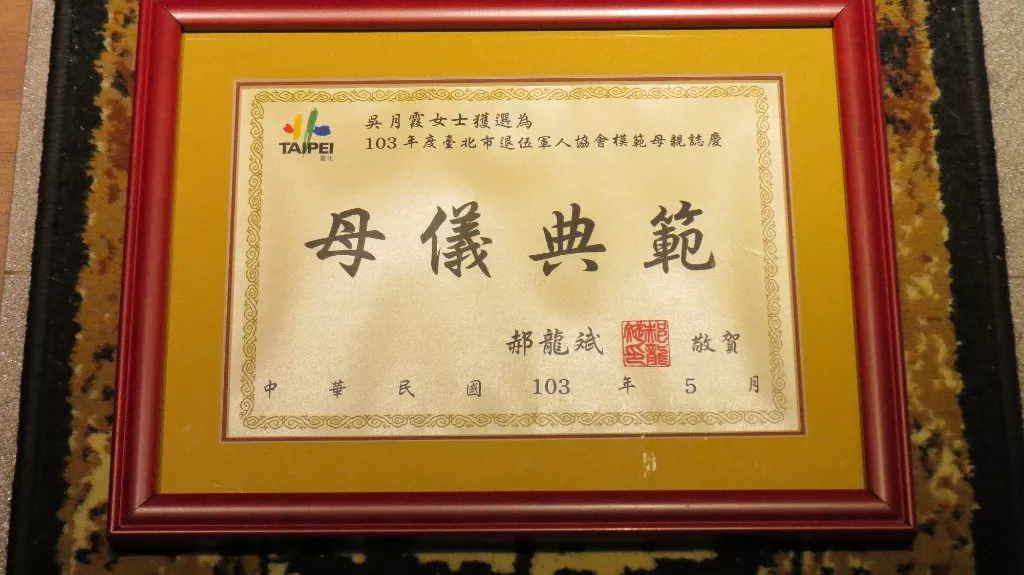 吳月霞女士獲選為
103年度臺北市退伍軍人協會模範母親誌慶
TAIPEI
臺北
母儀典範
郝龍斌 敬賀
中華民國103年5月